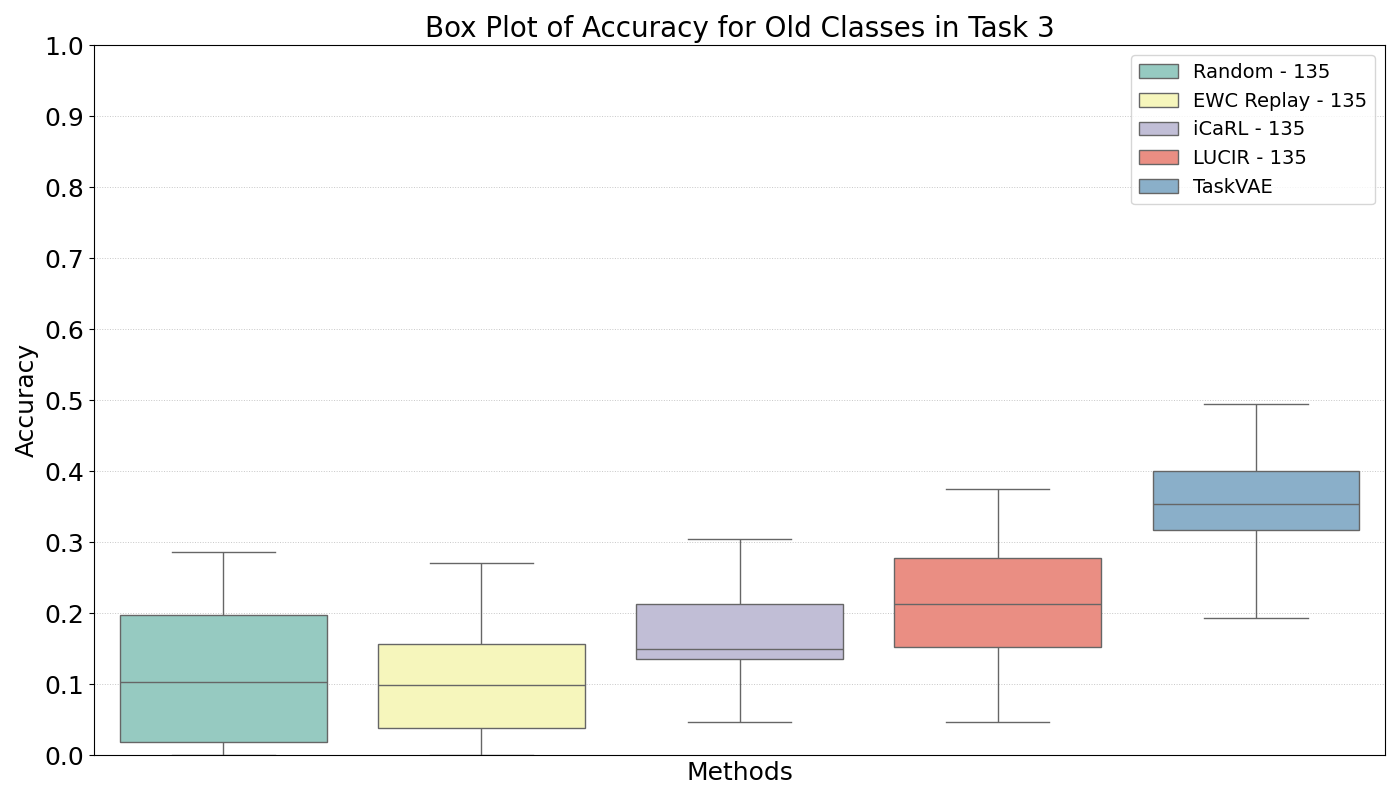 Box Plot of Accuracy for Old Classes in Task 3
1.0
0.9
0.8
0.7
0.6
0.5
0.4
0.3
0.2
0.1
0.0
Accuracy
Methods
Random - 135
EWC Replay - 135
iCaRL - 135
LUCIR - 135
TaskVAE